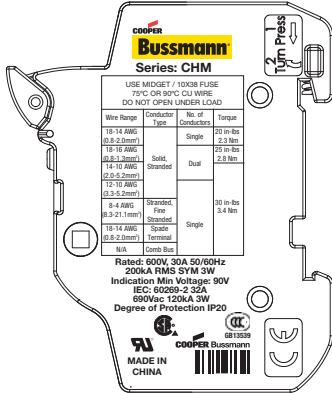 COOPER
Bussmann®
Series: CHM
1 Press
2 Turn
USE MIDGET / 10X38 FUSE
75ºC OR 90ºC CU WIRE
DO NOT OPEN UNDER LOAD
Wire Range Conductor Type No. of Conductors Torque
18-14 AWG (0.8-2.0mm²) Solid, Stranded Single 20 in-lbs 2.3 Nm
18-16 AWG (0.8-1.3mm²) Dual 25 in-lbs 2.8 Nm
14-10 AWG (2.0-5.2mm²)
12-10 AWG (3.3-5.2mm²) Single 30 in-lbs 3.4 Nm
8-4 AWG (8.3-21.1mm²) Stranded, Fine Stranded
18-14 AWG (0.8-2.0mm²) Spade Terminal
N/A Comb Bus
Rated: 600V, 30A 50/60Hz
200kA RMS SYM 3W
Indication Min Voltage: 90V
IEC: 60269-2 32A
690Vac 120kA 3W
Degree of Protection IP20
GB13539
COOPER Bussmann
MADE IN
CHINA